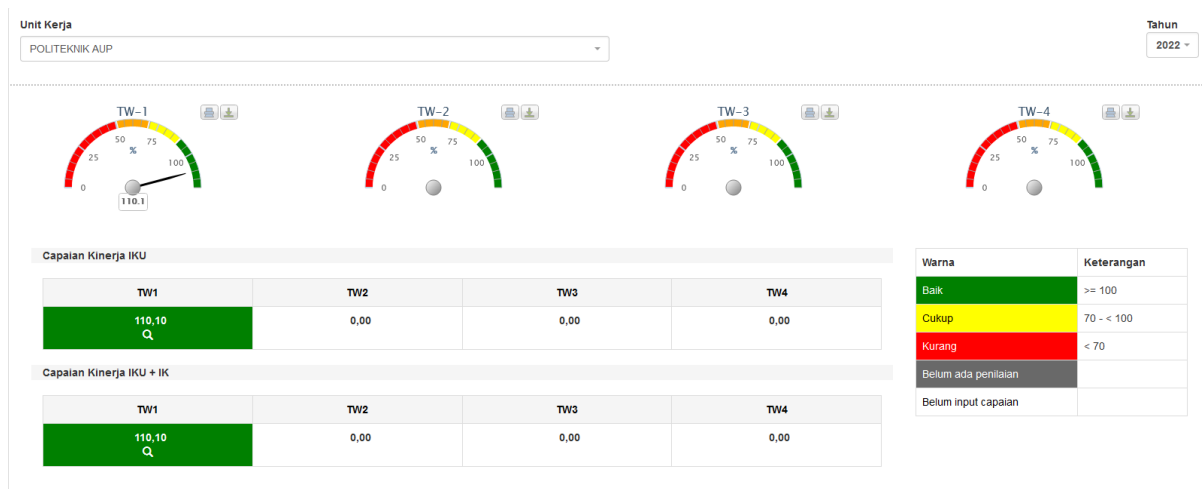 Unit Kerja
Tahun
POLITEKNIK AUP
2022
TW-1
0
25
50
75
100
%
110.1
TW-2
0
25
50
75
100
%
TW-3
0
25
50
75
100
%
TW-4
0
25
50
75
100
%
Capaian Kinerja IKU
TW1 TW2 TW3 TW4
110,10 0,00 0,00 0,00
Capaian Kinerja IKU + IK
TW1 TW2 TW3 TW4
110,10 0,00 0,00 0,00
Warna Keterangan
Baik >= 100
Cukup 70 - < 100
Kurang < 70
Belum ada penilaian
Belum input capaian